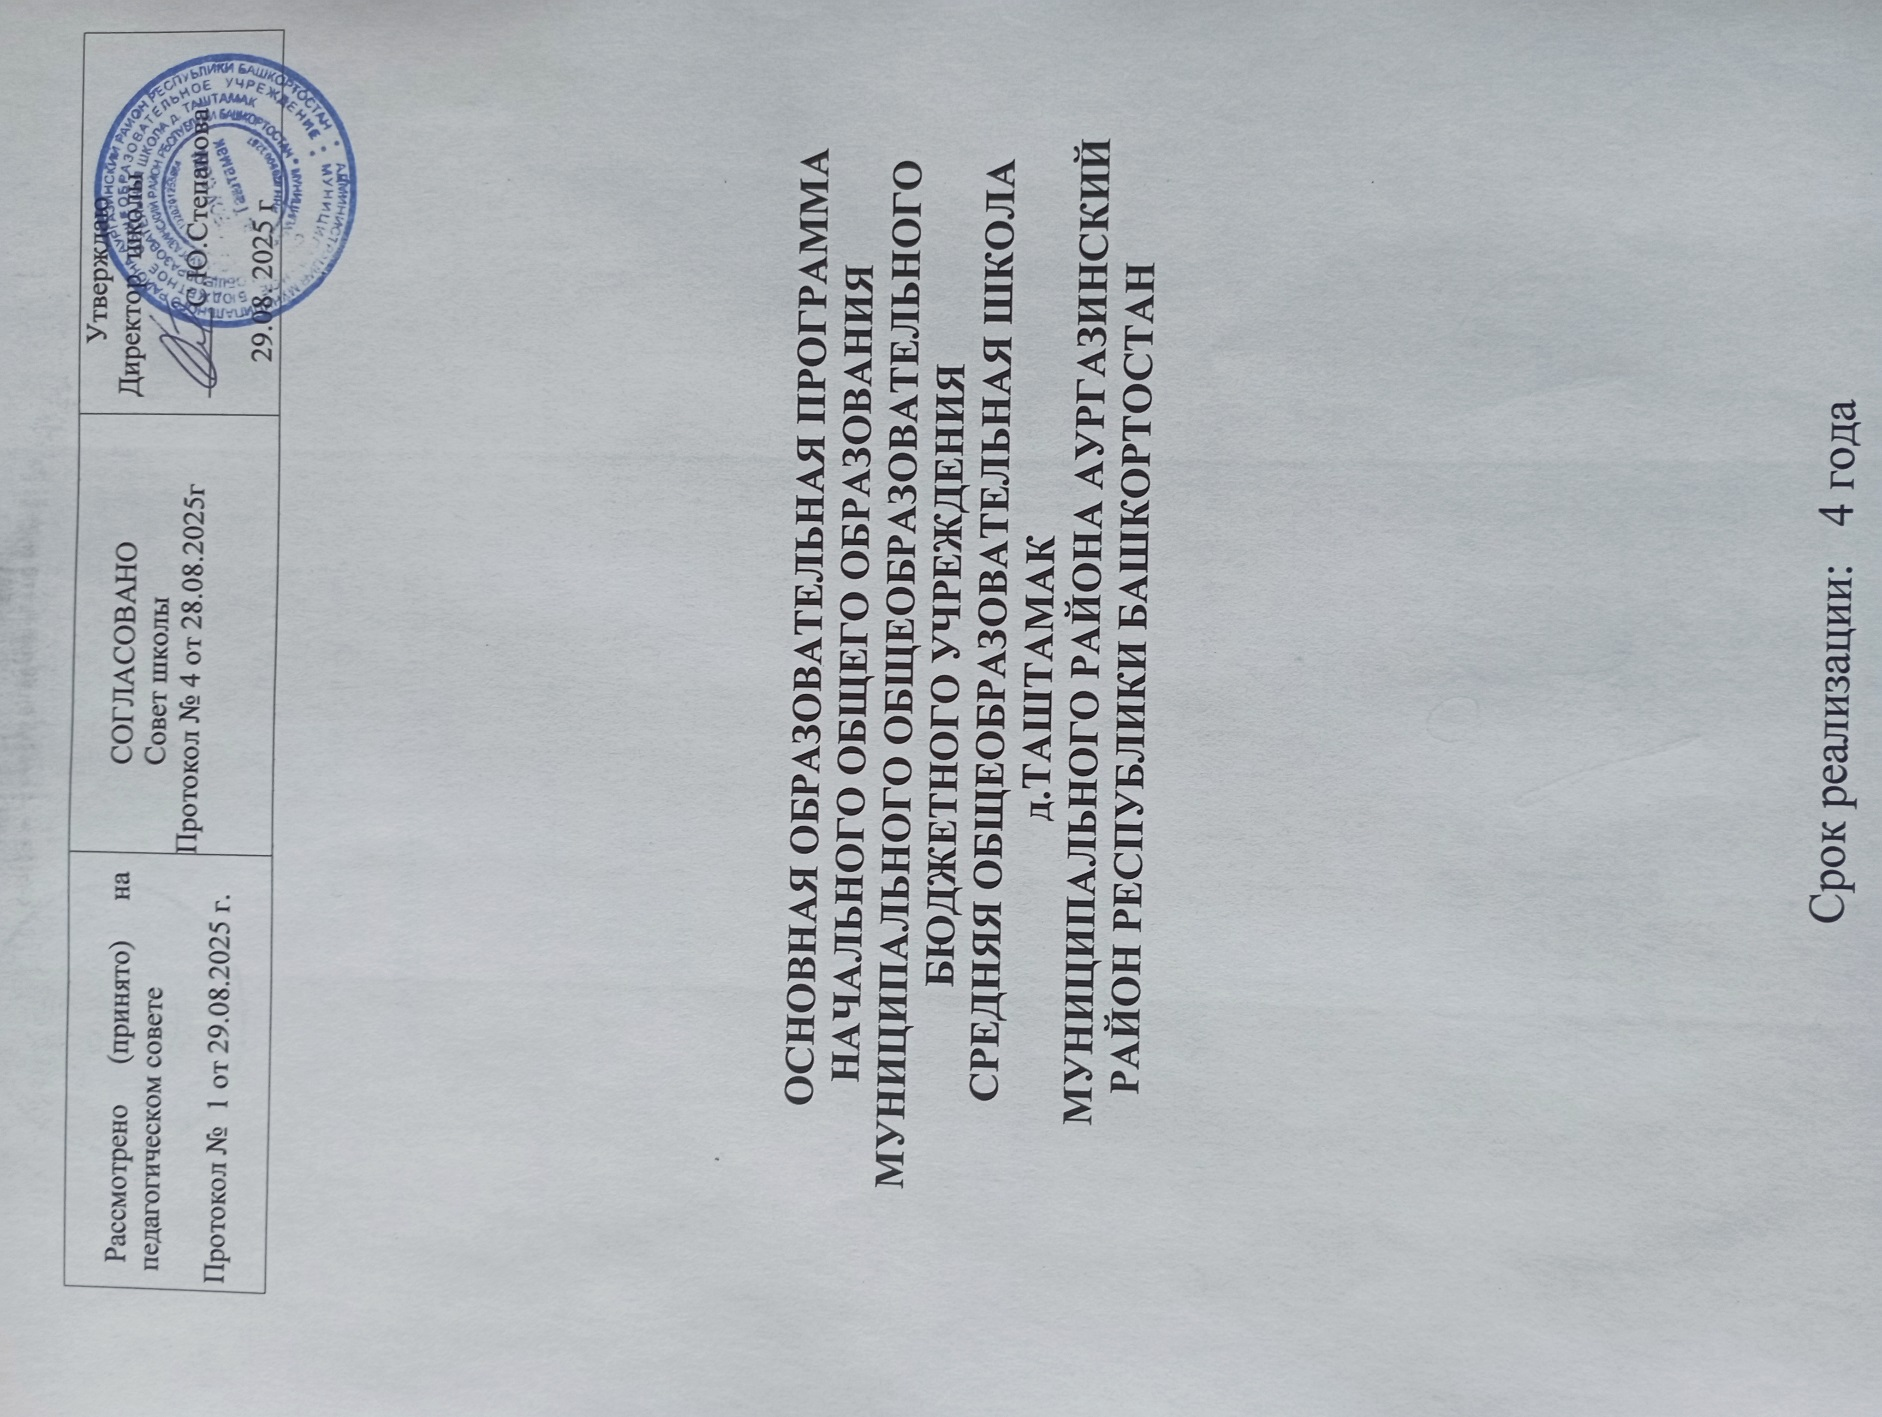 Рассмотрено (принято) на
педагогическом совете
Протокол № 1 от 29.08.2025 г.
СОГЛАСОВАНО
Совет школы
Протокол № 4 от 28.08.2025г
Утверждаю
Директор школы
С.Ю.Степанова
29.08. 2025 г
ОСНОВНАЯ ОБРАЗОВАТЕЛЬНАЯ ПРОГРАММА
НАЧАЛЬНОГО ОБЩЕГО ОБРАЗОВАНИЯ
МУНИЦИПАЛЬНОГО ОБЩЕОБРАЗОВАТЕЛЬНОГО
БЮДЖЕТНОГО УЧРЕЖДЕНИЯ
СРЕДНЯЯ ОБЩЕОБРАЗОВАТЕЛЬНАЯ ШКОЛА
д.ТАШТАМАК
МУНИЦИПАЛЬНОГО РАЙОНА АУРГАЗИНСКИЙ
РАЙОН РЕСПУБЛИКИ БАШКОРТОСТАН
Срок реализации: 4 года